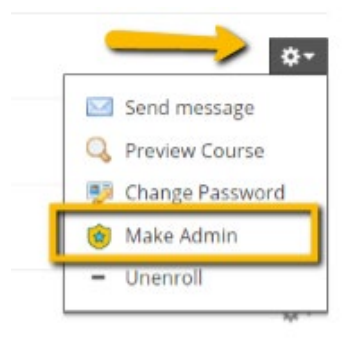 Send message
Preview Course
Change Password
Make Admin
Unenroll